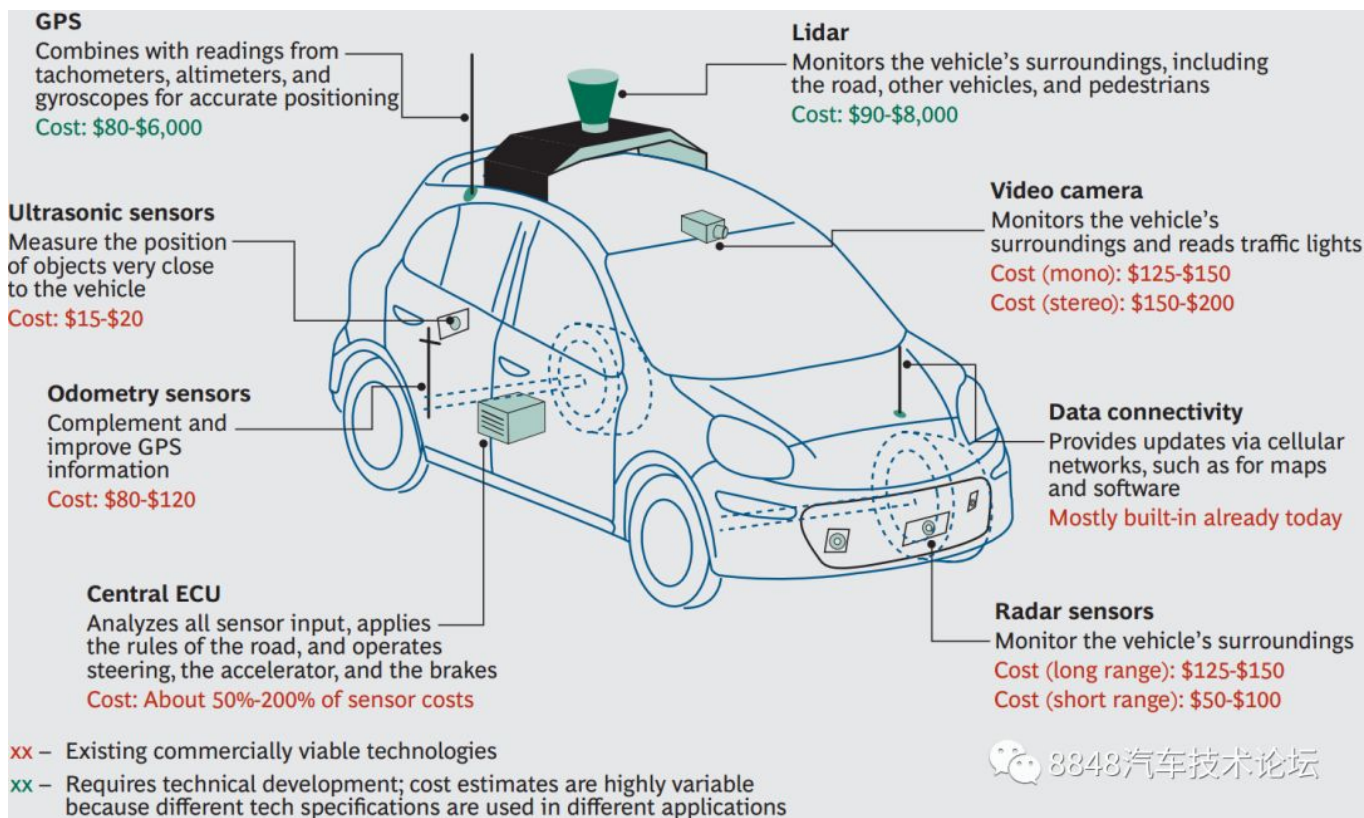 GPS
Combines with readings from
tachometers, altimeters, and
gyroscopes for accurate positioning
Cost: $80-$6,000
Lidar
Monitors the vehicle's surroundings, including
the road, other vehicles, and pedestrians
Cost: $90-$8,000
Ultrasonic sensors
Measure the position
of objects very close
to the vehicle
Cost: $15-$20
Video camera
Monitors the vehicle's
surroundings and reads traffic lights
Cost (mono): $125-$150
Cost (stereo): $150-$200
Odometry sensors
Complement and
improve GPS
information
Cost: $80-$120
Data connectivity
Provides updates via cellular
networks, such as for maps
and software
Mostly built-in already today
Central ECU
Analyzes all sensor input, applies
the rules of the road, and operates
steering, the accelerator, and the brakes
Cost: About 50%-200% of sensor costs
Radar sensors
Monitor the vehicle's surroundings
Cost (long range): $125-$150
Cost (short range): $50-$100
xx – Existing commercially viable technologies
xx – Requires technical development; cost estimates are highly variable
because different tech specifications are used in different applications
8848汽车技术论坛